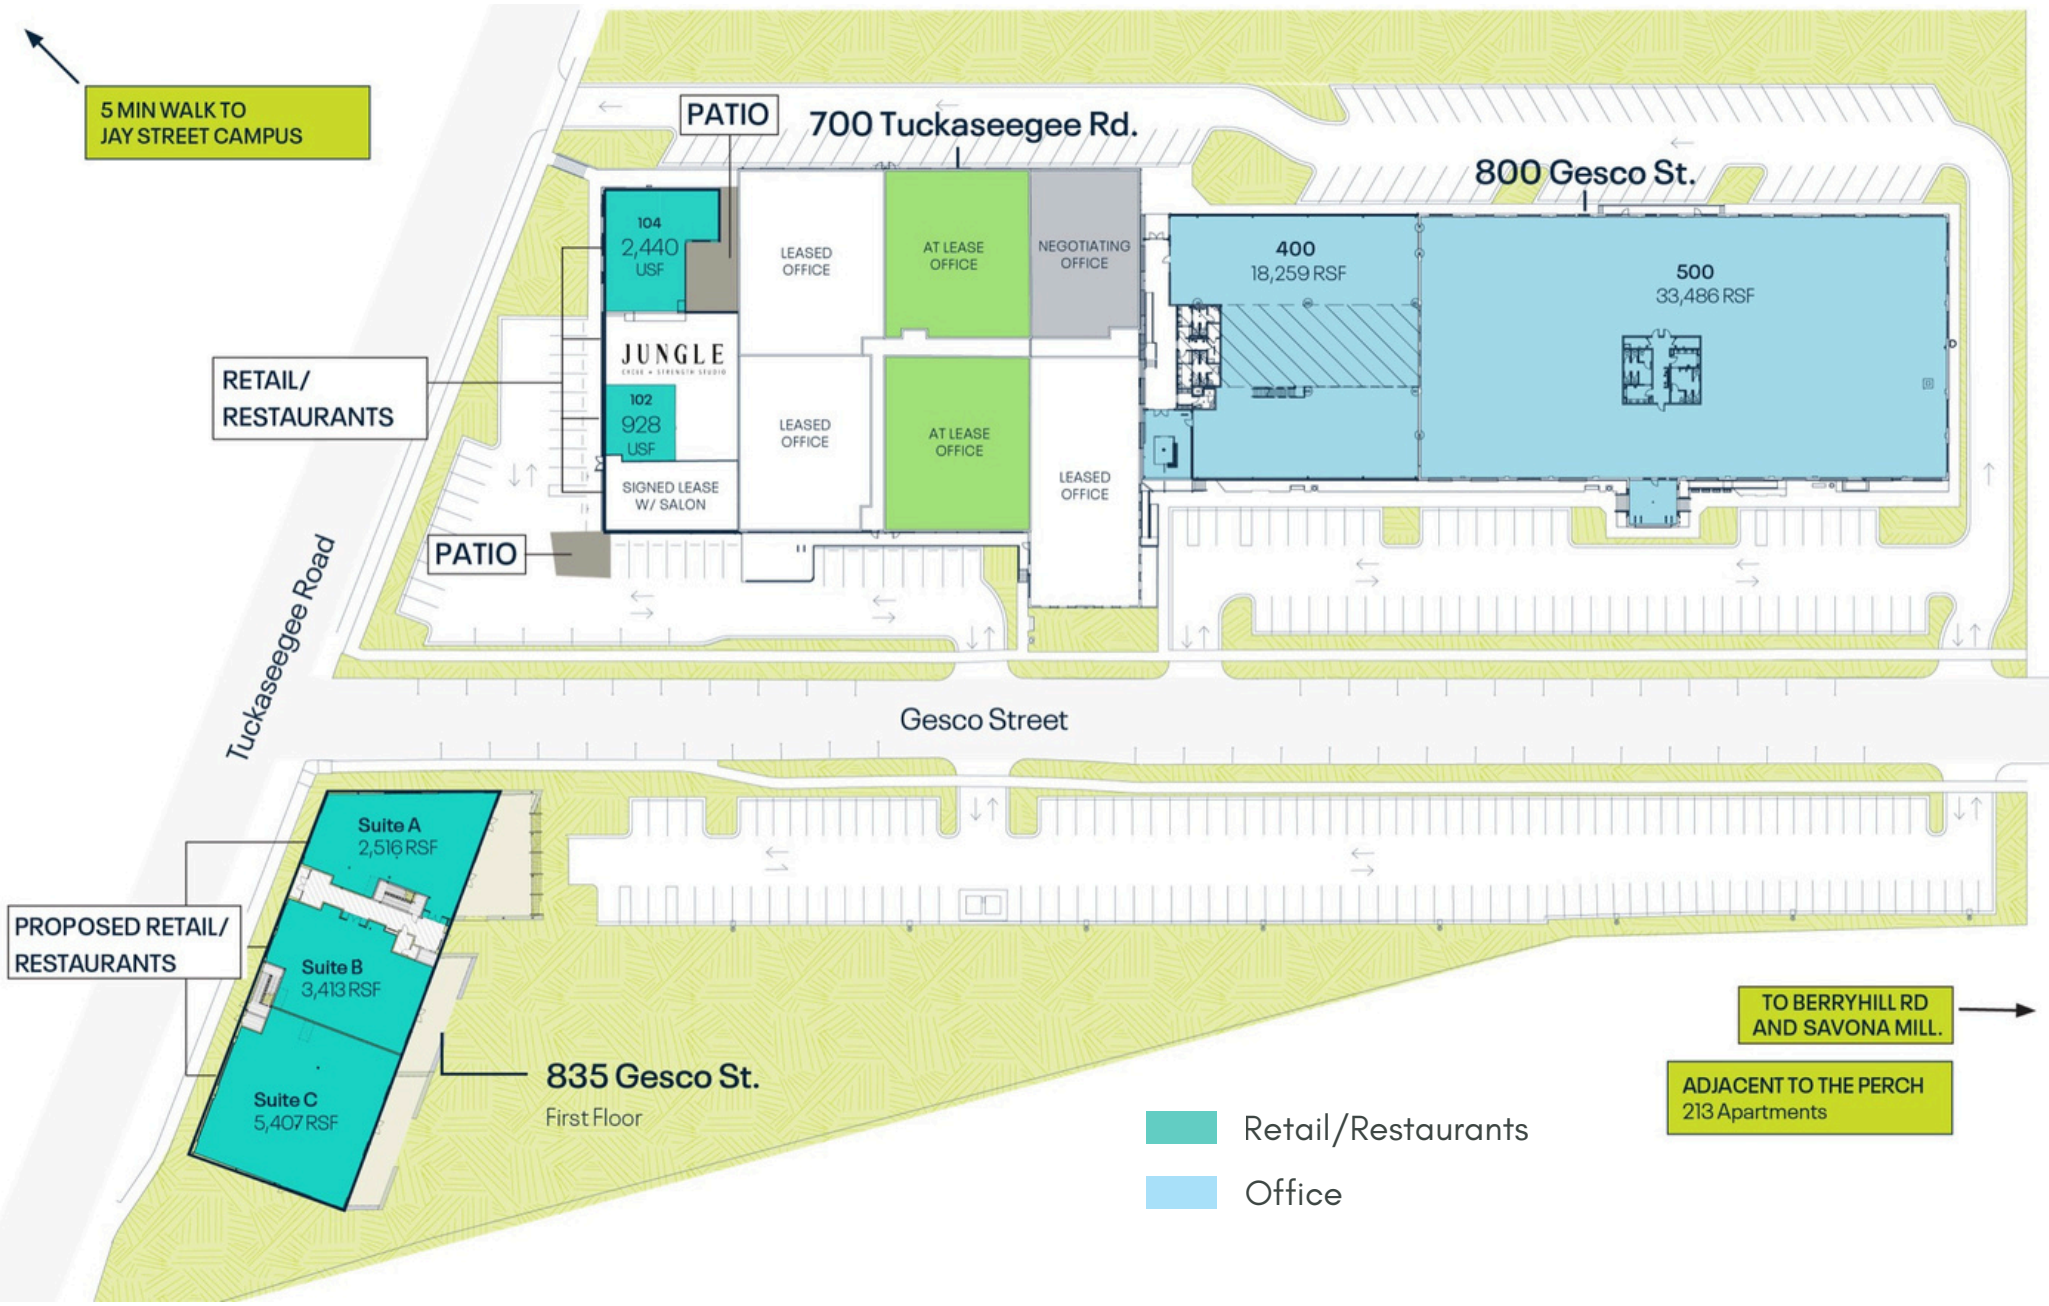 5 MIN WALK TO
JAY STREET CAMPUS
PATIO
700 Tuckaseegee Rd.
800 Gesco St.
104
2,440
USF
LEASED
OFFICE
AT LEASE
OFFICE
NEGOTIATING
OFFICE
400
18,259 RSF
500
33,486 RSF
RETAIL/
RESTAURANTS
JUNGLE
CYCLE + STRENGTH STUDIO
102
928
USF
LEASED
OFFICE
AT LEASE
OFFICE
LEASED
OFFICE
SIGNED LEASE
W/ SALON
PATIO
Tuckaseegee Road
Gesco Street
Suite A
2,516 RSF
PROPOSED RETAIL/
RESTAURANTS
Suite B
3,413 RSF
Suite C
5,407 RSF
835 Gesco St.
First Floor
TO BERRYHILL RD
AND SAVONA MILL.
ADJACENT TO THE PERCH
213 Apartments
Retail/Restaurants
Office